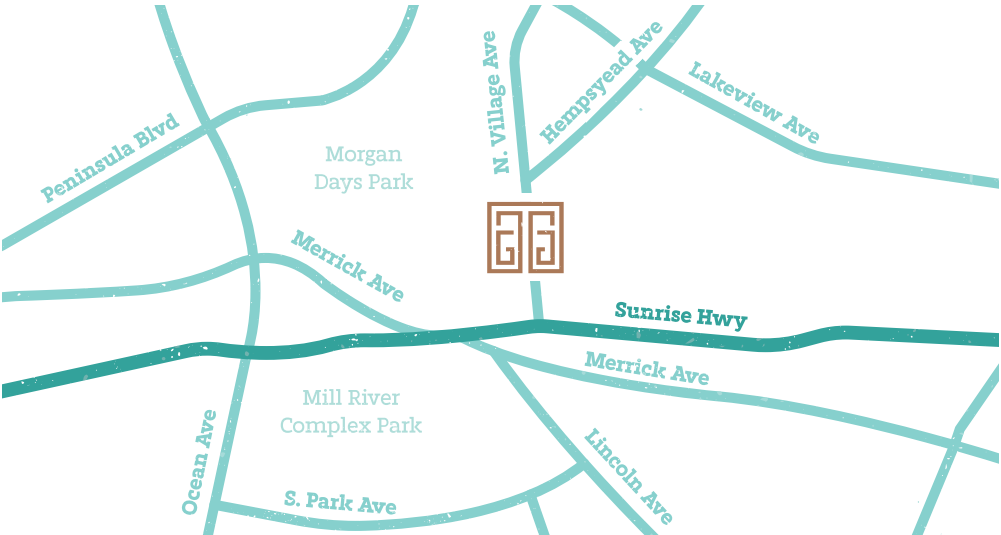 N. Village Ave
Hempsyead Ave
Lakeview Ave
Peninsula Blvd
Morgan
Days Park
Merrick Ave
Sunrise Hwy
Merrick Ave
Mill River
Complex Park
Ocean Ave
Lincoln Ave
S. Park Ave